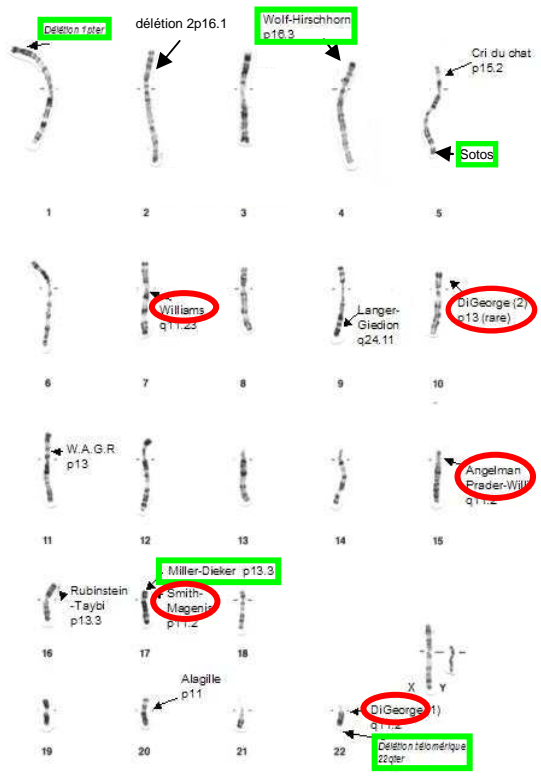 Délétion 1pter
délétion 2p16.1
Wolf-Hirschhorn
p16.3
Cri du chat
p15.2
Sotos
1
2
3
4
5
Williams
q11.23
Langer-
Giedion
q24.11
DiGeorge (2)
p13 (rare)
6
7
8
9
10
W.A.G.R
p13
Angelman
Prader-Willi
q11.2
11
12
13
14
15
Rubinstein
-Taybi
p13.3
Miller-Dieker p13.3
Smith-
Magenis
p11.2
16
17
18
X Y
Alagille
p11
DiGeorge (1)
q11.2
Délétion télomérique
22qter
19
20
21
22